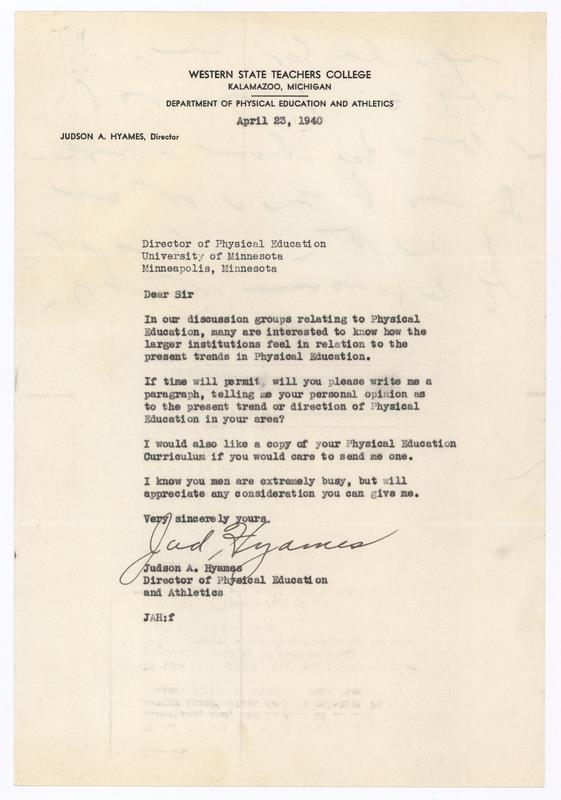 WESTERN STATE TEACHERS COLLEGE
KALAMAZOO, MICHIGAN
DEPARTMENT OF PHYSICAL EDUCATION AND ATHLETICS
April 23, 1940
JUDSON A. HYAMES, Director
Director of Physical Education
University of Minnesota
Minneapolis, Minnesota
Dear Sir
In our discussion groups relating to Physical
Education, many are interested to know how the
larger institutions feel in relation to the
present trends in Physical Education.
If time will permit, will you please write me a
paragraph, telling me your personal opinion as
to the present trend or direction of Physical
Education in your area?
I would also like a copy of your Physical Education
Curriculum if you would care to send me one.
I know you men are extremely busy, but will
appreciate any consideration you can give me.
Very sincerely yours
Jud Hyames
Judson A. Hyames
Director of Physical Education
and Athletics
JAH:f